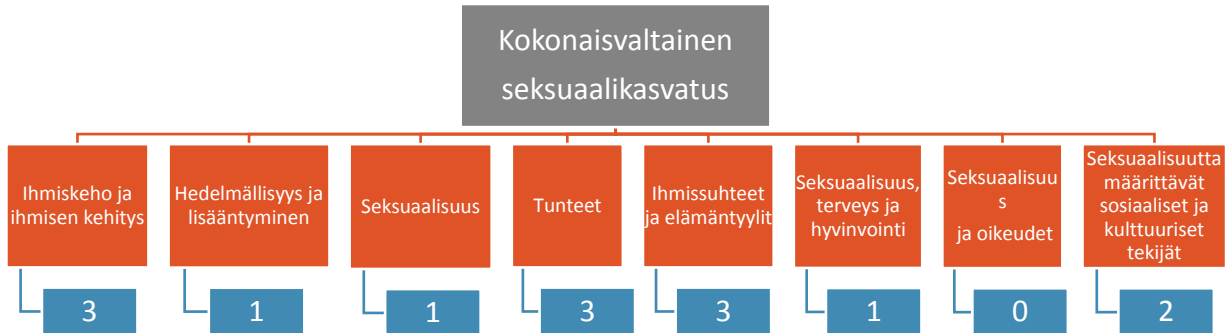 Kokonaisvaltainen
seksuaalikasvatus
Ihmiskeho ja
ihmisen kehitys
Hedelmällisyys ja
lisääntyminen
Seksuaalisuus
Tunteet
Ihmissuhteet
ja elämäntyylit
Seksuaalisuus,
terveys ja
hyvinvointi
Seksuaalisuu
s
ja oikeudet
Seksuaalisuutta
määrittävät
sosiaaliset ja
kulttuuriset
tekijät
3
1
1
3
3
1
0
2